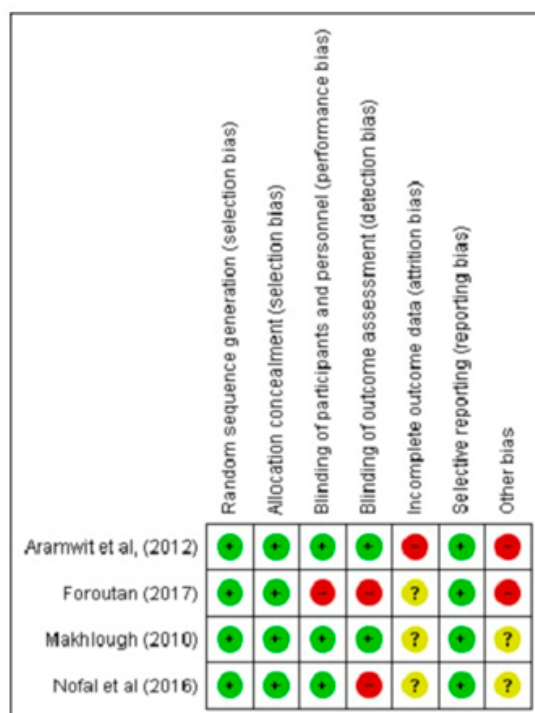 Random sequence generation (selection bias)
Allocation concealment (selection bias)
Blinding of participants and personnel (performance bias)
Blinding of outcome assessment (detection bias)
Incomplete outcome data (attrition bias)
Selective reporting (reporting bias)
Other bias
Aramwit et al, (2012) + + + + - + -
Foroutan (2017) + + - - ? + -
Makhlough (2010) + + + + ? + ?
Nofal et al (2016) + + + - ? + ?